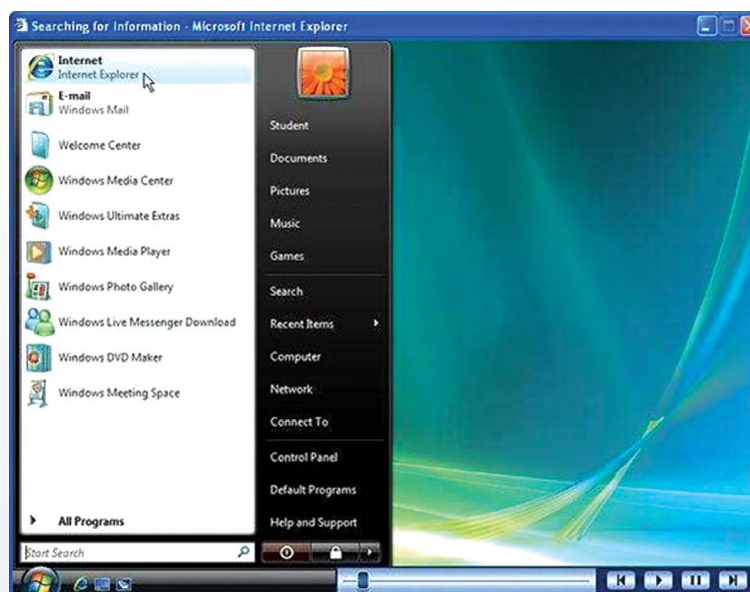 Searching for Information - Microsoft Internet Explorer
Internet
Internet Explorer
E-mail
Windows Mail
Welcome Center
Windows Media Center
Windows Ultimate Extras
Windows Media Player
Windows Photo Gallery
Windows Live Messenger Download
Windows DVD Maker
Windows Meeting Space
All Programs
Start Search
Student
Documents
Pictures
Music
Games
Search
Recent Items
Computer
Network
Connect To
Control Panel
Default Programs
Help and Support